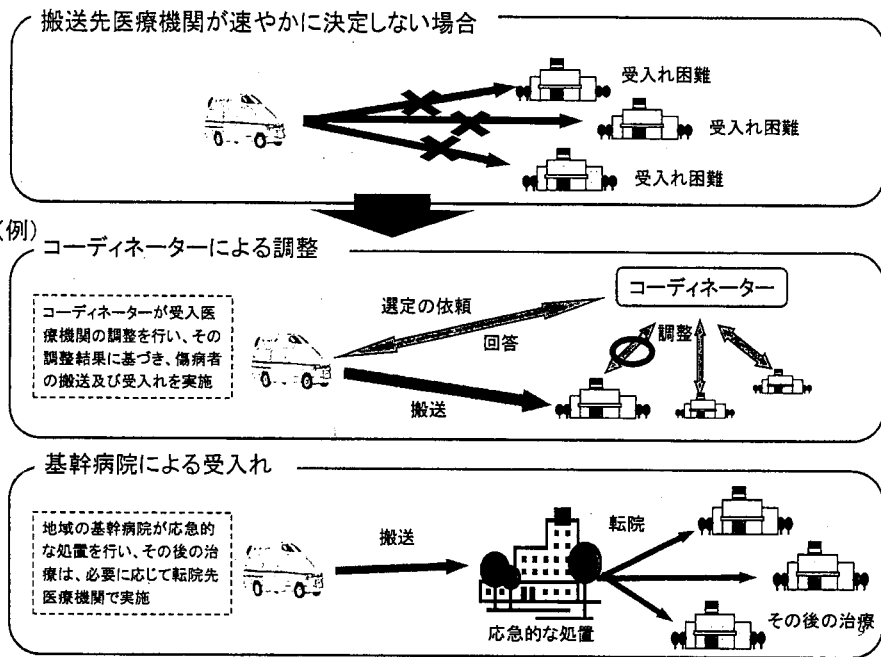 搬送先医療機関が速やかに決定しない場合
受入れ困難
受入れ困難
受入れ困難
(例)
コーディネーターによる調整
コーディネーターが受入医
療機関の調整を行い、その
調整結果に基づき、傷病者
の搬送及び受入れを実施
選定の依頼
回答
搬送
コーディネーター
調整
基幹病院による受入れ
地域の基幹病院が応急的
な処置を行い、その後の治
療は、必要に応じて転院先
医療機関で実施
搬送
応急的な処置
転院
その後の治療
9